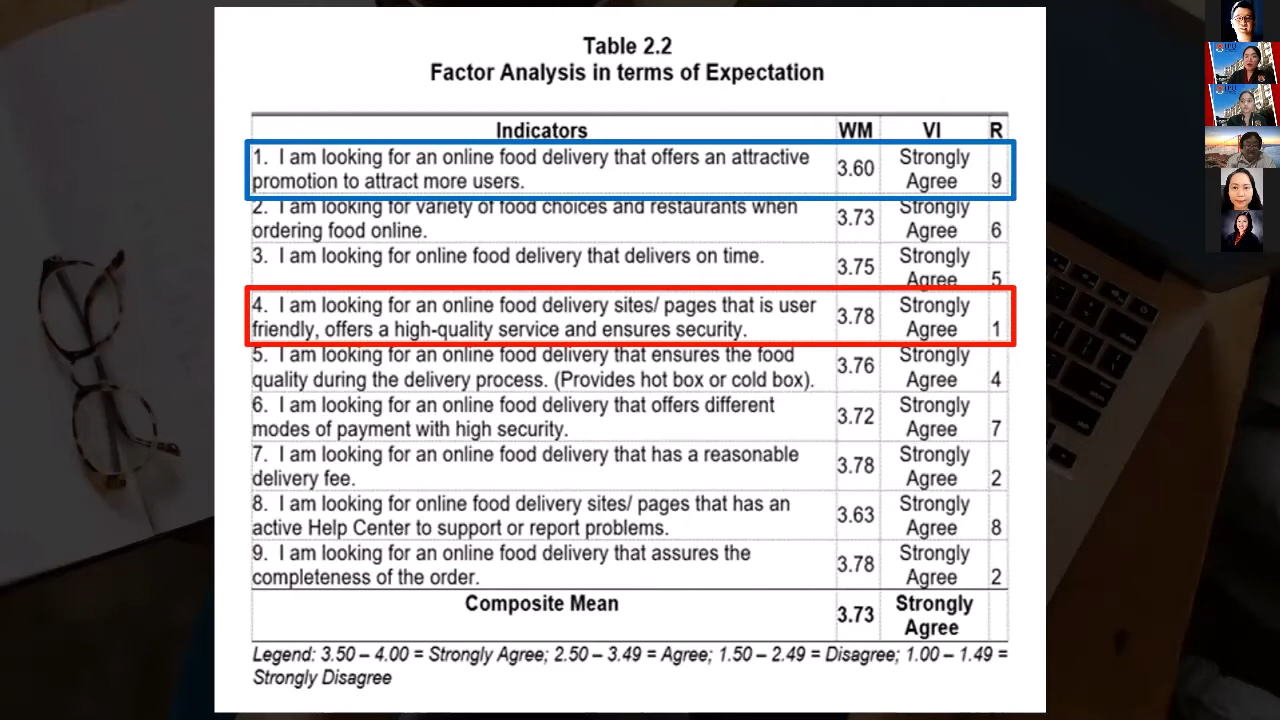 Table 2.2
Factor Analysis in terms of Expectation
Indicators WM VI R
1. I am looking for an online food delivery that offers an attractive
promotion to attract more users. 3.60 Strongly Agree 9
2. I am looking for variety of food choices and restaurants when
ordering food online. 3.73 Strongly Agree 6
3. I am looking for online food delivery that delivers on time. 3.75 Strongly Agree 5
4. I am looking for an online food delivery sites/ pages that is user
friendly, offers a high-quality service and ensures security. 3.78 Strongly Agree 1
5. I am looking for an online food delivery that ensures the food
quality during the delivery process. (Provides hot box or cold box). 3.76 Strongly Agree 4
6. I am looking for an online food delivery that offers different
modes of payment with high security. 3.72 Strongly Agree 7
7. I am looking for an online food delivery that has a reasonable
delivery fee. 3.78 Strongly Agree 2
8. I am looking for online food delivery sites/ pages that has an
active Help Center to support or report problems. 3.63 Strongly Agree 8
9. I am looking for an online food delivery that assures the
completeness of the order. 3.78 Strongly Agree 2
Composite Mean 3.73 Strongly Agree
Legend: 3.50 – 4.00 = Strongly Agree; 2.50 – 3.49 = Agree; 1.50 – 2.49 = Disagree; 1.00 – 1.49 =
Strongly Disagree